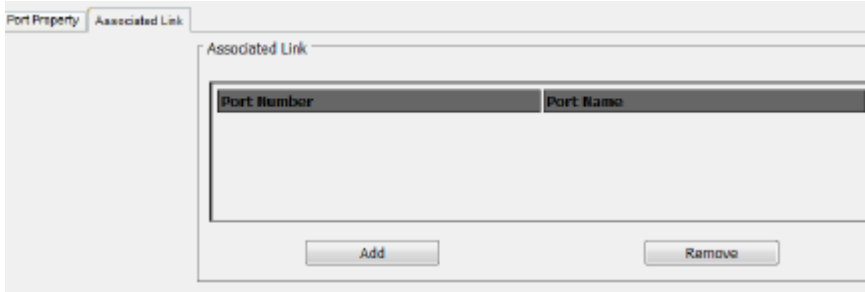 Port Property Associated Link
Associated Link
Port Number Port Name
Add Remove